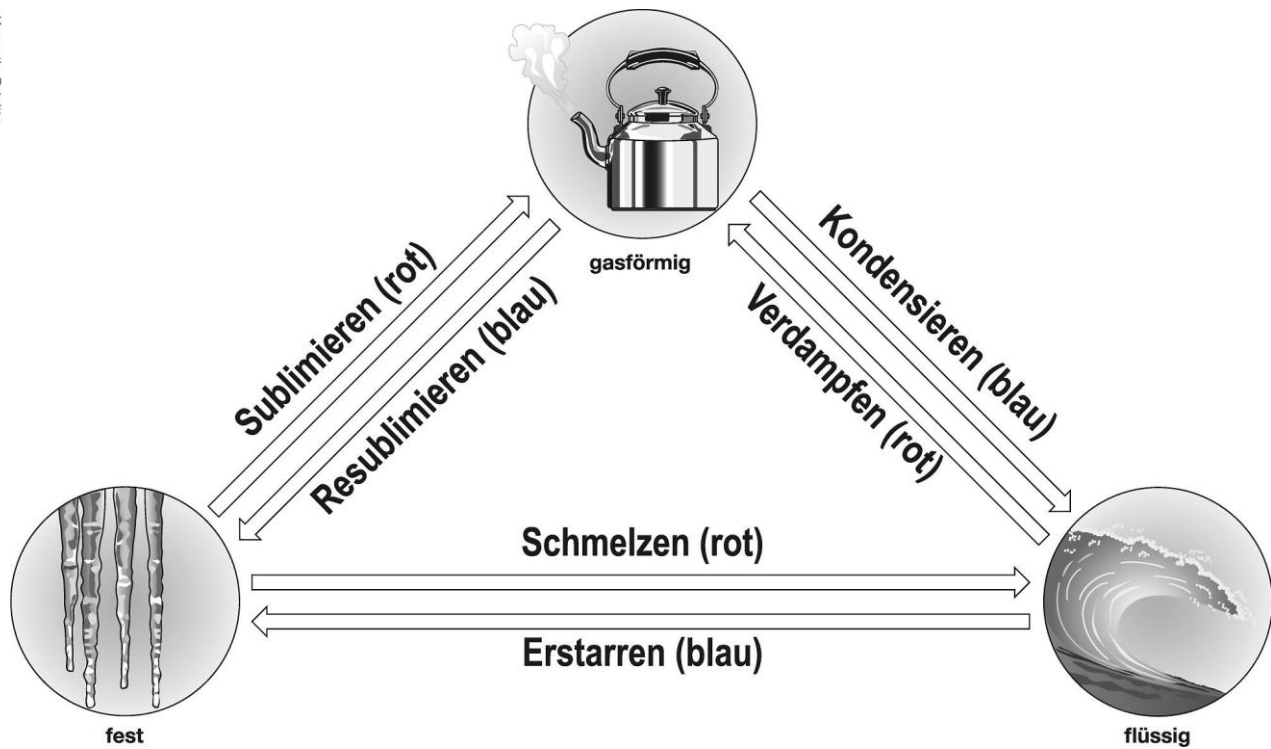 gasförmig
Sublimieren (rot)
Resublimieren (blau)
Kondensieren (blau)
Verdampfen (rot)
Schmelzen (rot)
Erstarren (blau)
fest
flüssig